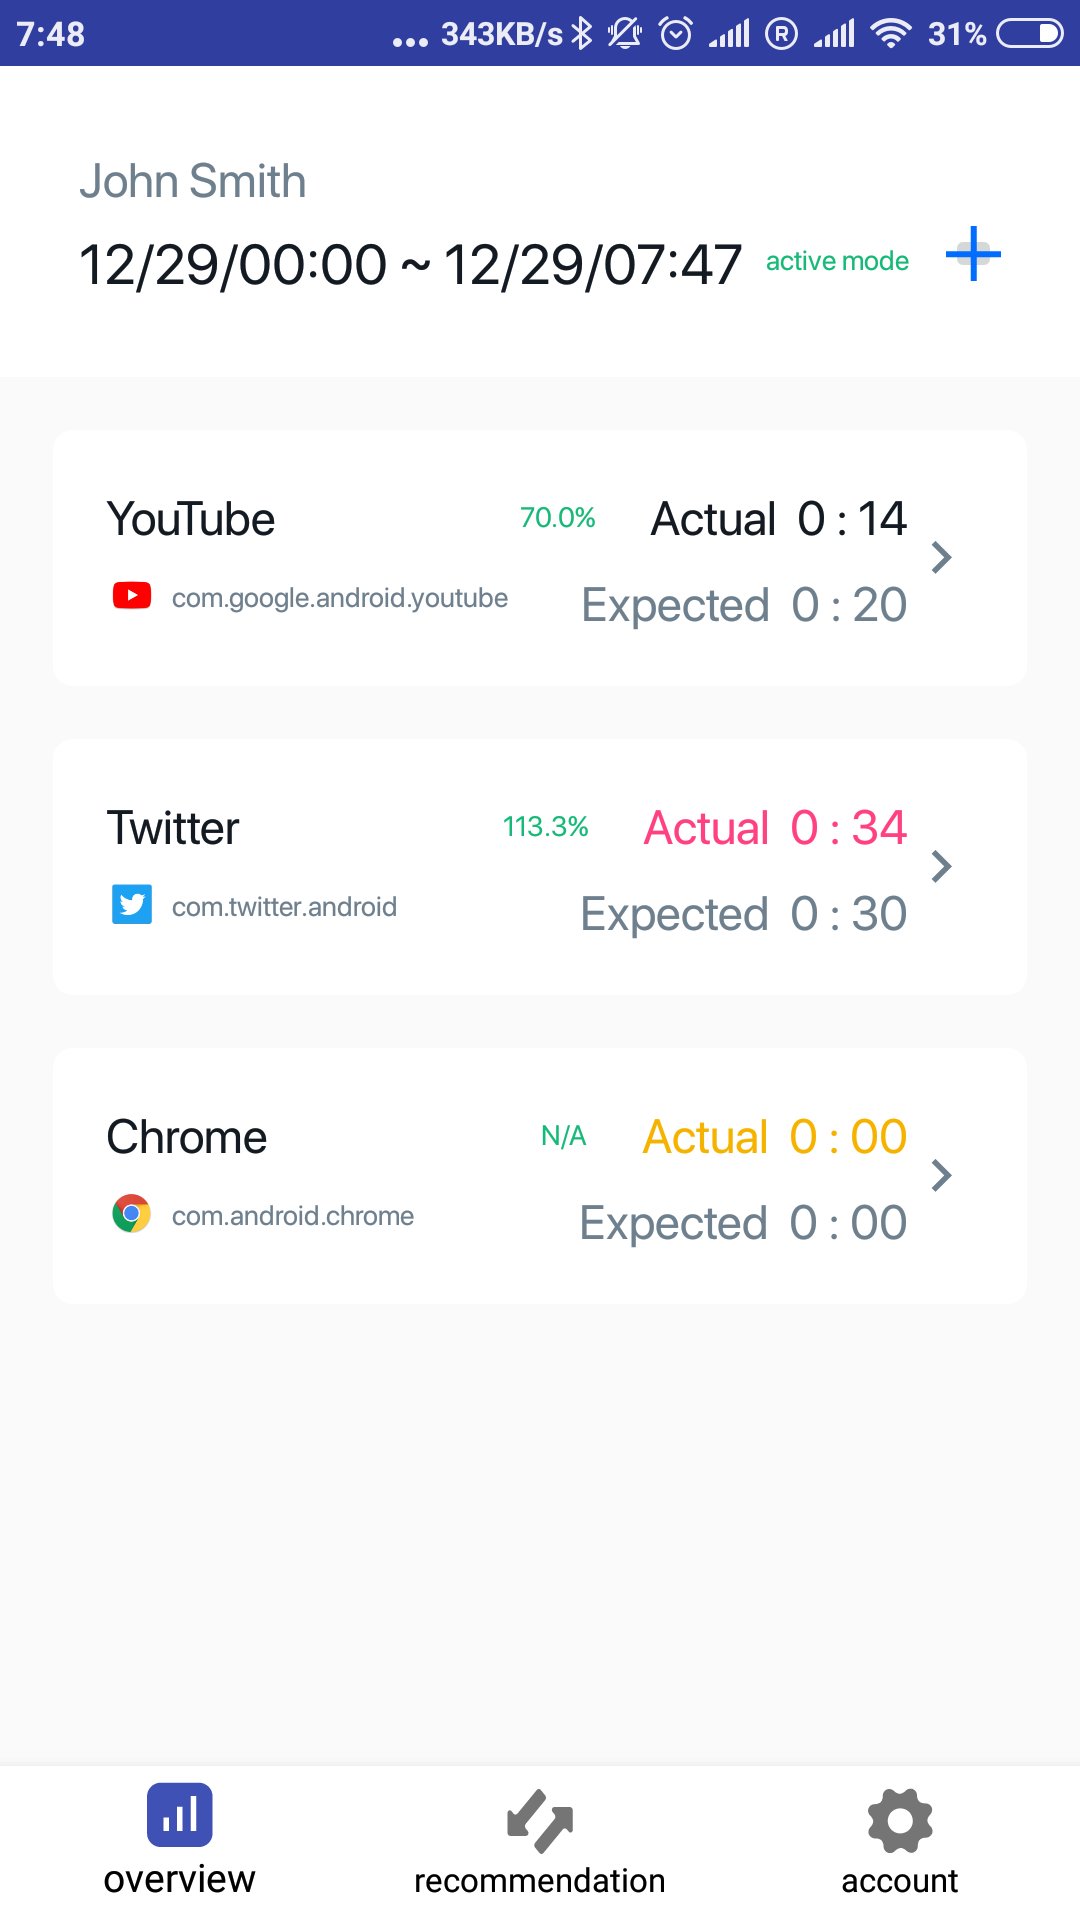 7:48 ... 343KB/s R 31%
John Smith
12/29/00:00 ~ 12/29/07:47 active mode
YouTube 70.0% Actual 0 : 14
com.google.android.youtube Expected 0 : 20
Twitter 113.3% Actual 0 : 34
com.twitter.android Expected 0 : 30
Chrome N/A Actual 0 : 00
com.android.chrome Expected 0 : 00
overview recommendation account